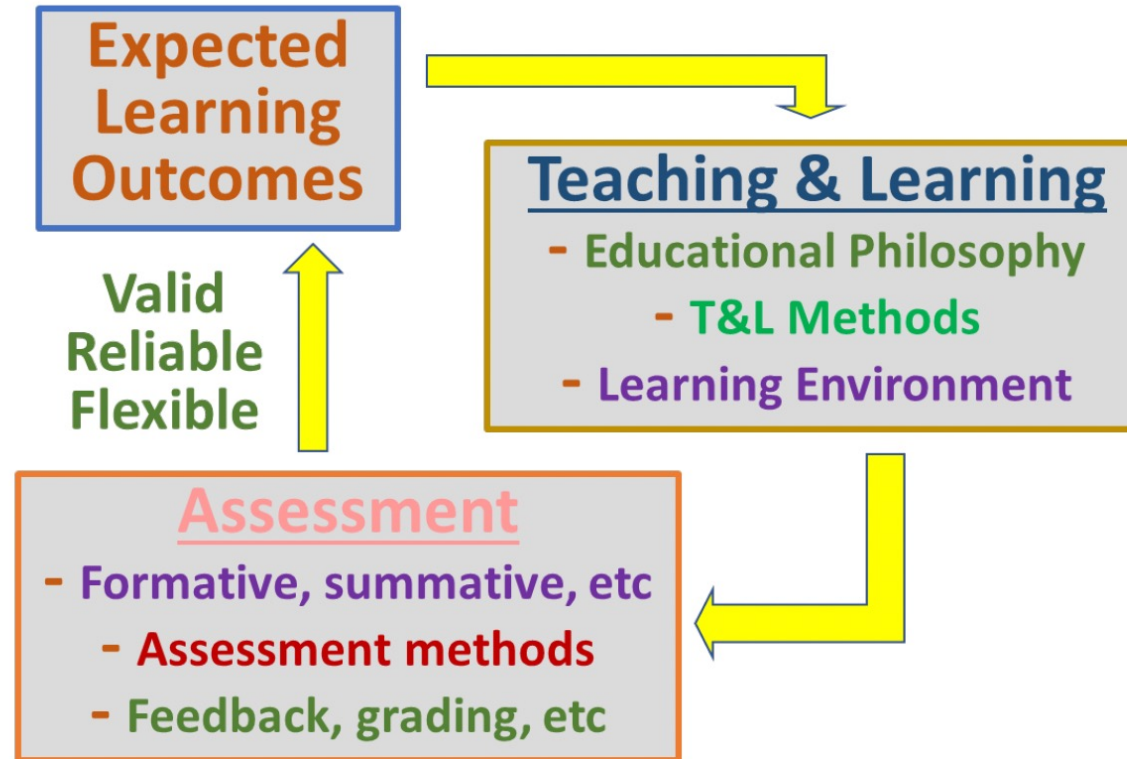 Expected
Learning
Outcomes
Teaching & Learning
- Educational Philosophy
- T&L Methods
- Learning Environment
Valid
Reliable
Flexible
Assessment
- Formative, summative, etc
- Assessment methods
- Feedback, grading, etc